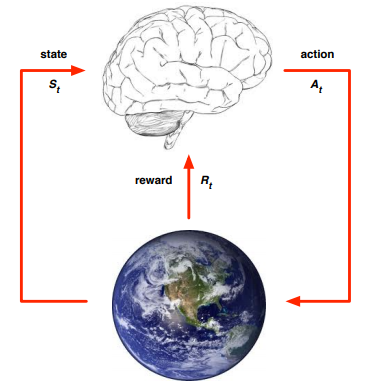 state
S_t
action
A_t
reward R_t